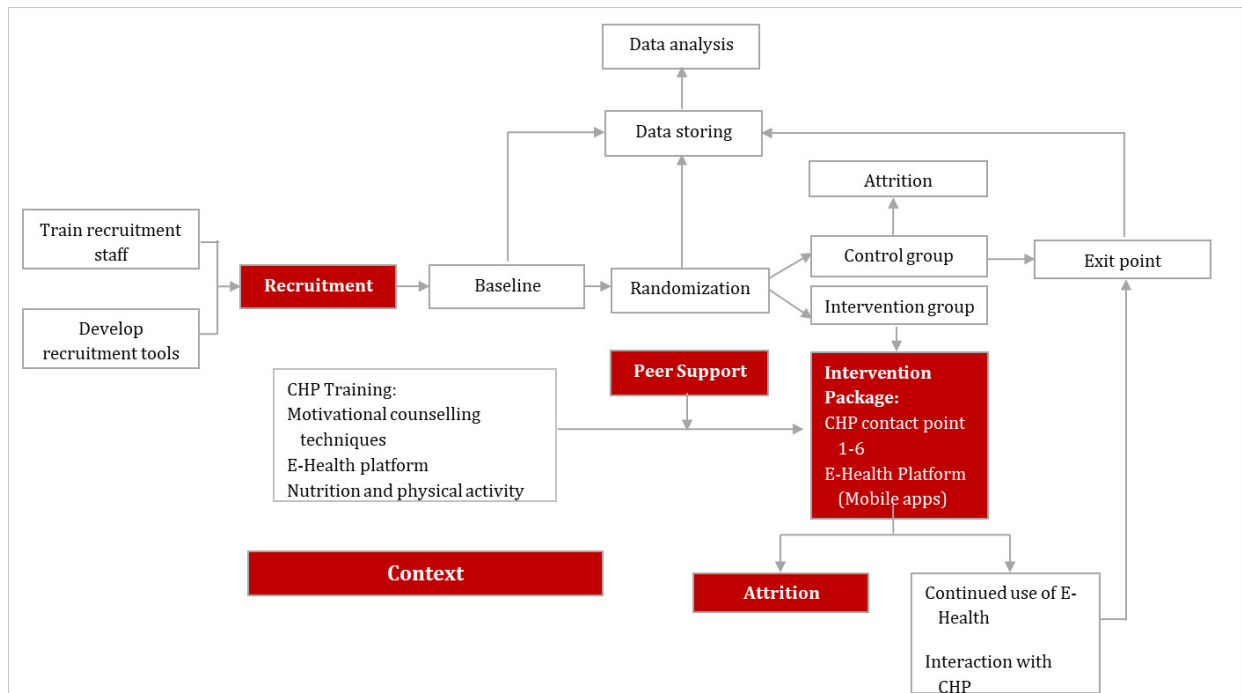 Data analysis
Data storing
Attrition
Train recruitment
staff
Control group
Exit point
Recruitment
Baseline
Randomization
Intervention group
Develop
recruitment tools
Peer Support
CHP Training:
Motivational counselling
techniques
E-Health platform
Nutrition and physical activity
Intervention
Package:
CHP contact point
1-6
E-Health Platform
(Mobile apps)
Context
Attrition
Continued use of E-
Health
Interaction with
CHP